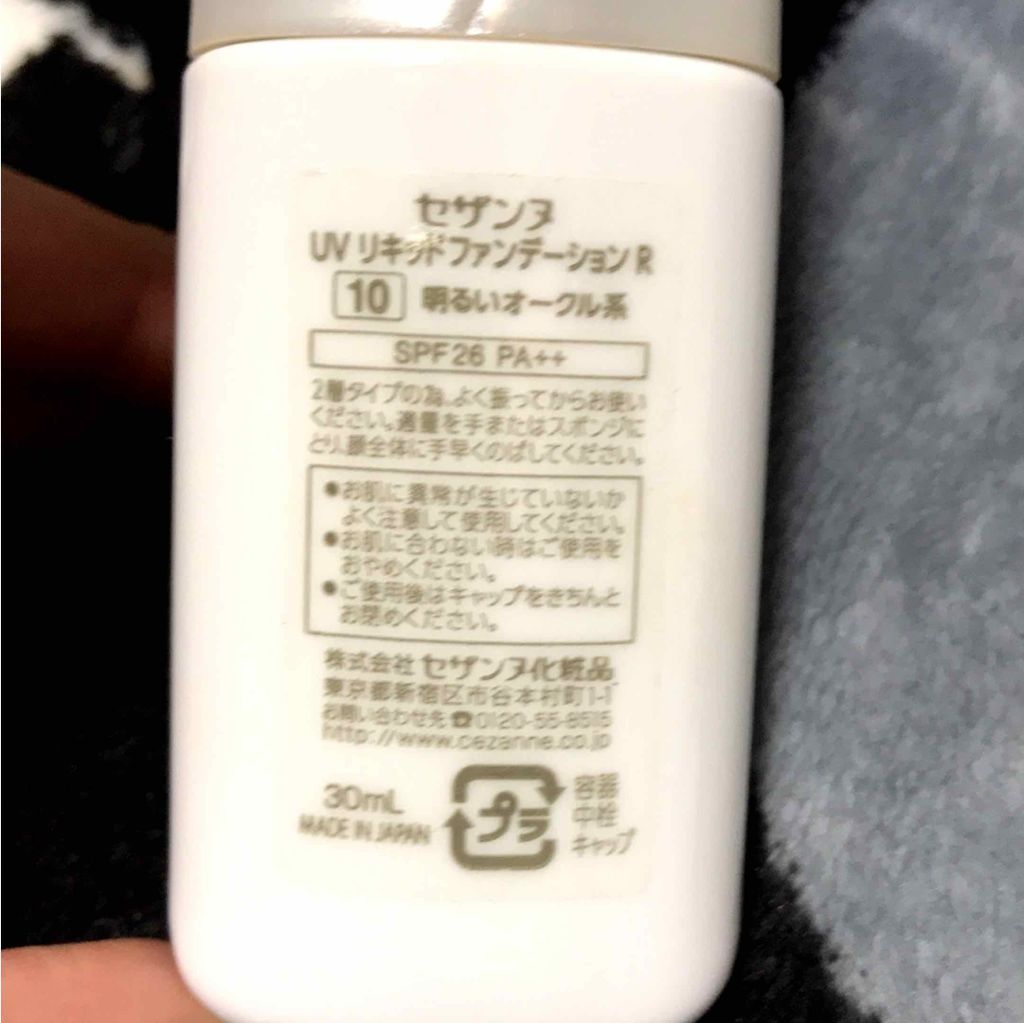 セザンヌ
UV リキッドファンデーション R
10 明るいオークル系
SPF26 PA++
2層タイプの為、よく振ってからお使い
ください。適量を手またはスポンジに
とり、顔全体に手早くのばしてください。
●お肌に異常が生じていないか
よく注意して使用してください。
●お肌に合わない時はご使用を
おやめください。
●ご使用後はキャップをきちんと
お閉めください。
株式会社 セザンヌ化粧品
東京都新宿区市谷本村町1-1
お問い合わせ先☎0120-55-8515
http://www.cezanne.co.jp
30mL
MADE IN JAPAN
プラ
容器
中栓
キャップ